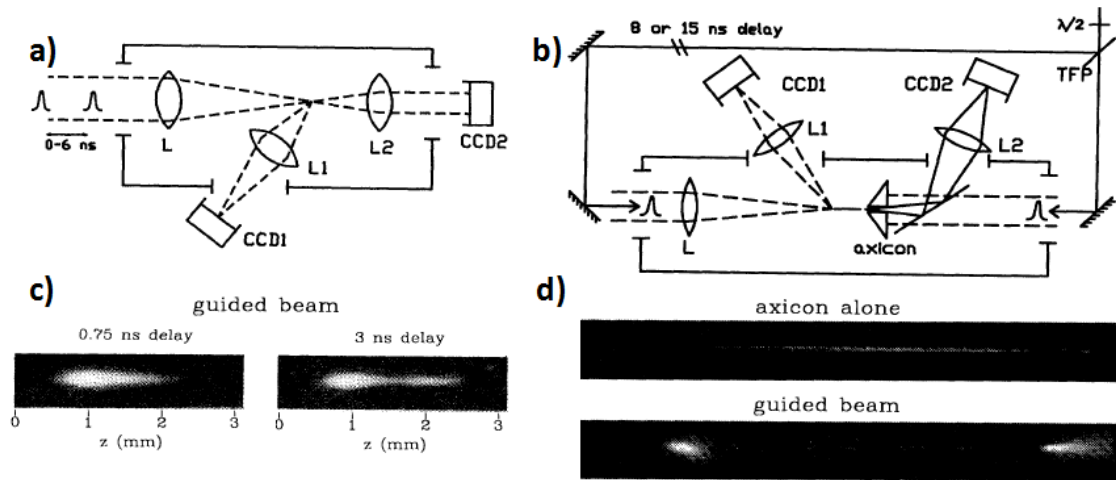 a)
0-6 ns
L
L1
L2
CCD1
CCD2
b)
8 or 15 ns delay
λ/2
TFP
CCD1
CCD2
L1
L2
L
axicon
c)
guided beam
0.75 ns delay
3 ns delay
0 1 2 3
z (mm)
0 1 2 3
z (mm)
d)
axicon alone
guided beam